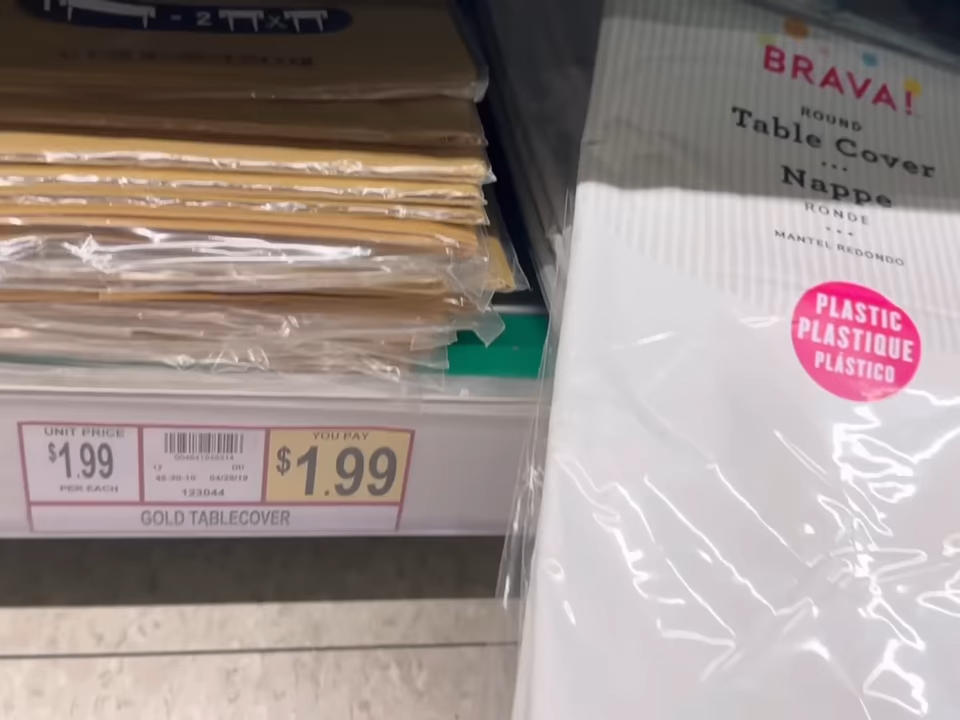 - 2 X
BRAVA!
ROUND
Table Cover
Nappe
RONDE
MANTEL REDONDO
PLASTIC
PLASTIQUE
PLÁSTICO
UNIT PRICE
$1.99
PER EACH
123044
YOU PAY
$1.99
GOLD TABLECOVER